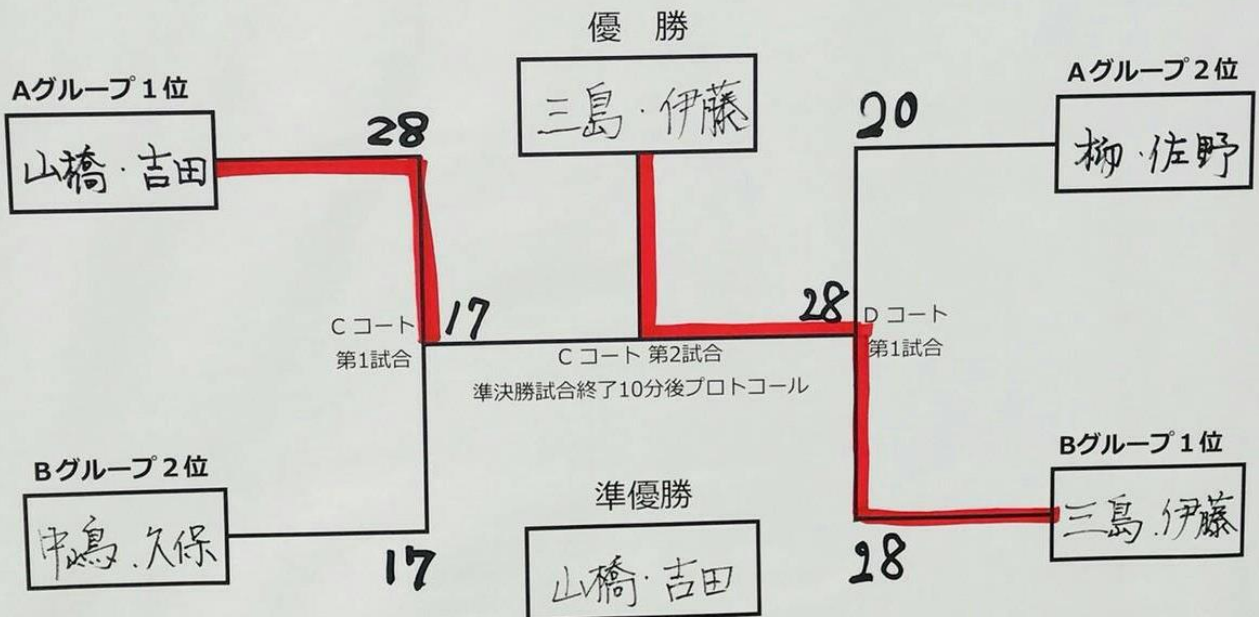 優 勝
三島・伊藤
Aグループ1位
山橋・吉田
28
20
Aグループ2位
柳・佐野
Cコート
第1試合
17
Cコート 第2試合
準決勝試合終了10分後プロトコール
28
Dコート
第1試合
Bグループ2位
中嶋.久保
17
準優勝
山橋・吉田
28
Bグループ1位
三島.伊藤